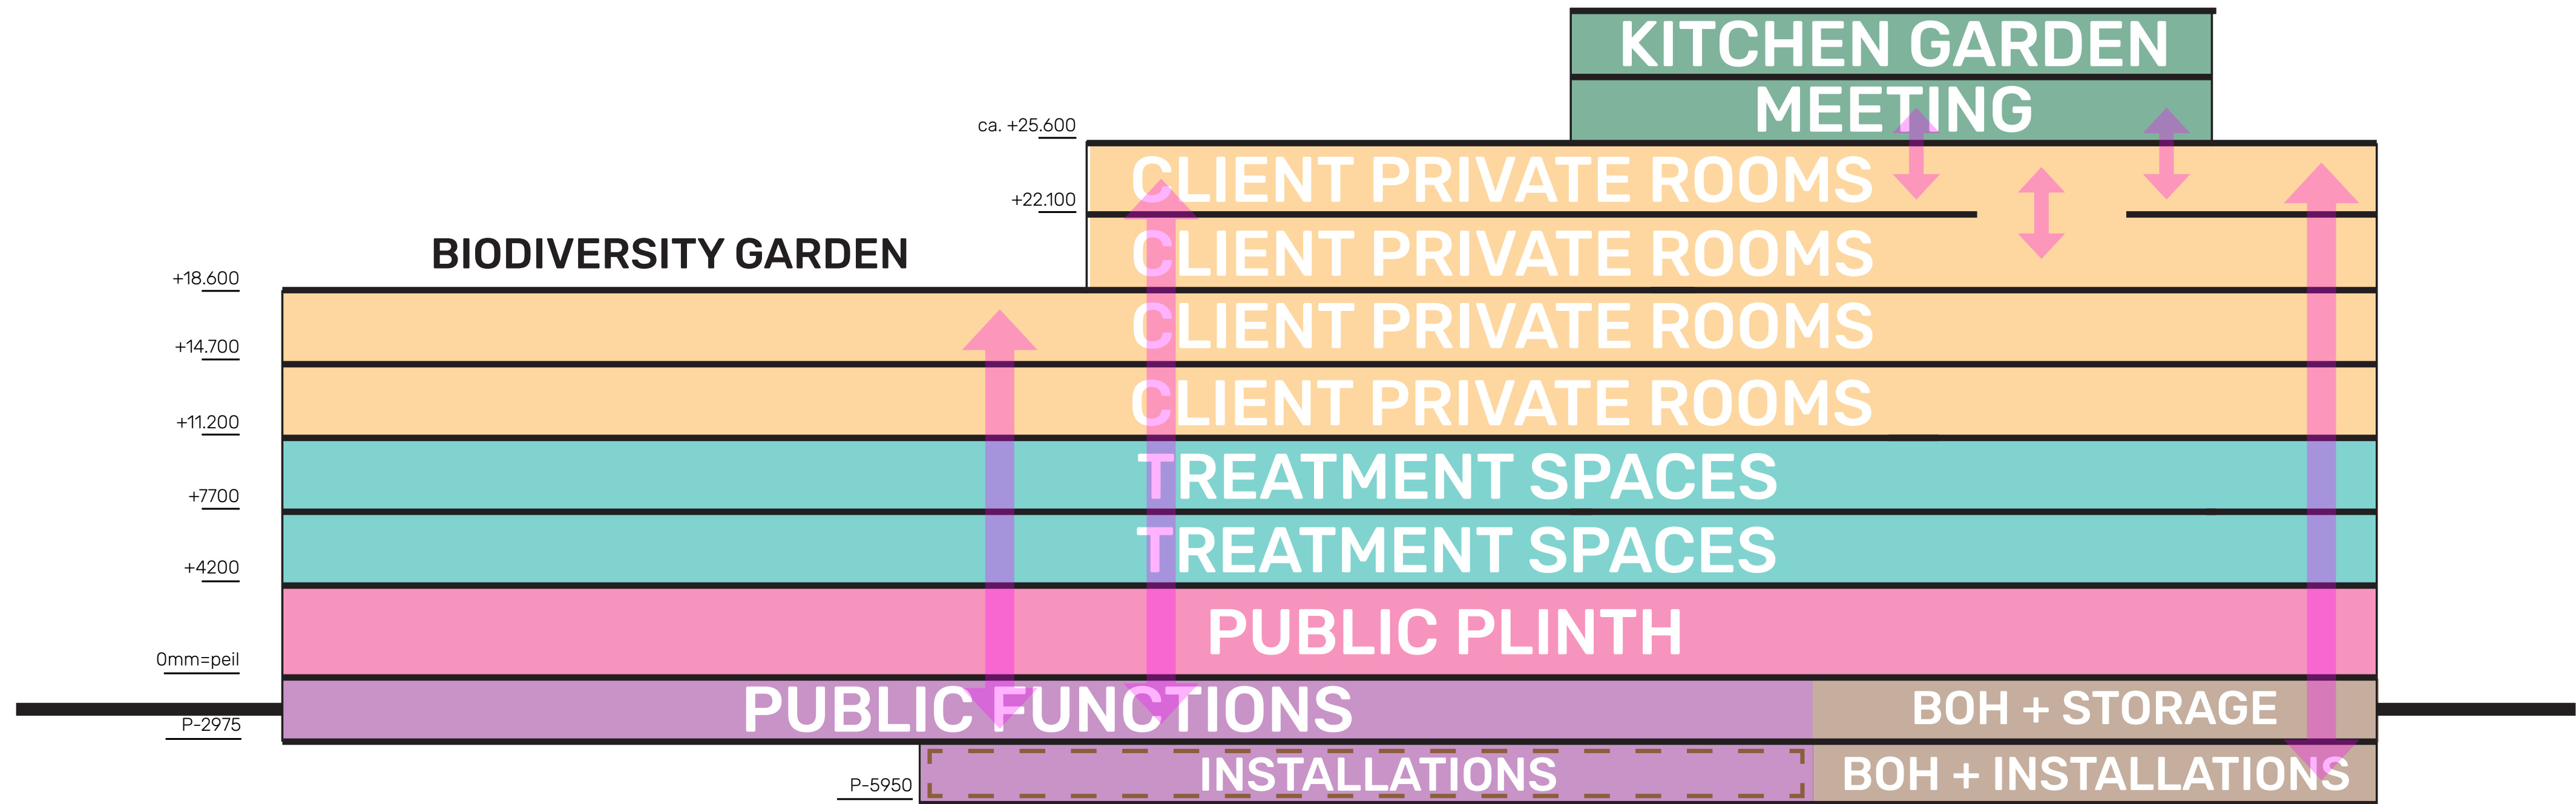 KITCHEN GARDEN
MEETING
ca. +25.600
CLIENT PRIVATE ROOMS
+22.100
CLIENT PRIVATE ROOMS
BIODIVERSITY GARDEN
+18.600
CLIENT PRIVATE ROOMS
+14.700
CLIENT PRIVATE ROOMS
+11.200
TREATMENT SPACES
+7700
TREATMENT SPACES
+4200
PUBLIC PLINTH
0mm=peil
PUBLIC FUNCTIONS
BOH + STORAGE
P-2975
INSTALLATIONS
BOH + INSTALLATIONS
P-5950